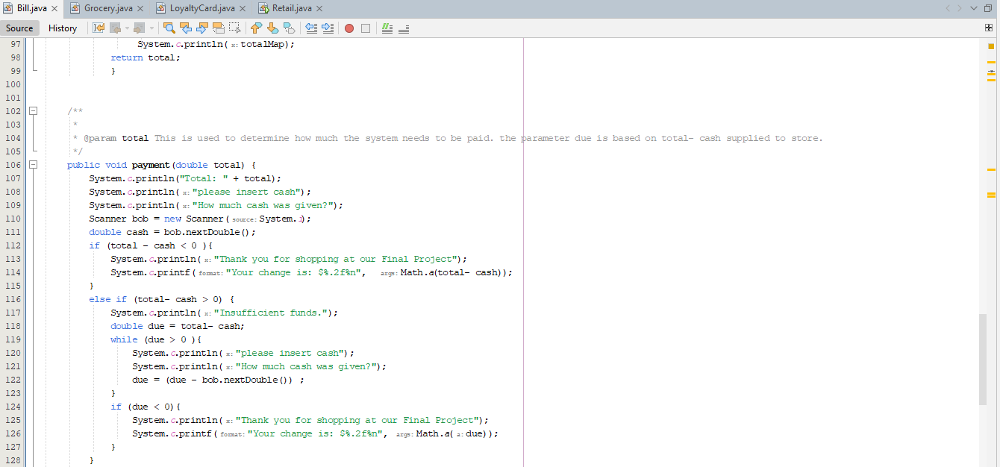 Bill.java × Grocery.java × LoyaltyCard.java × Retail.java ×
Source History
97 System.c.println( x: totalMap);
98 return total;
99 }
100
101
102 /**
103 *
104 * @param total This is used to determine how much the system needs to be paid. the parameter due is based on total- cash supplied to store.
105 */
106 public void payment(double total) {
107 System.c.println("Total: " + total);
108 System.c.println( x: "please insert cash");
109 System.c.println( x: "How much cash was given?");
110 Scanner bob = new Scanner( source: System.i);
111 double cash = bob.nextDouble();
112 if (total - cash < 0 ){
113 System.c.println( x: "Thank you for shopping at our Final Project");
114 System.c.printf( format: "Your change is: $%.2f%n", args: Math.a(total- cash));
115 }
116 else if (total- cash > 0) {
117 System.c.println( x: "Insufficient funds.");
118 double due = total- cash;
119 while (due > 0 ){
120 System.c.println( x: "please insert cash");
121 System.c.println( x: "How much cash was given?");
122 due = (due - bob.nextDouble()) ;
123 }
124 if (due < 0){
125 System.c.println( x: "Thank you for shopping at our Final Project");
126 System.c.printf( format: "Your change is: $%.2f%n", args: Math.a( a: due));
127 }
128 }